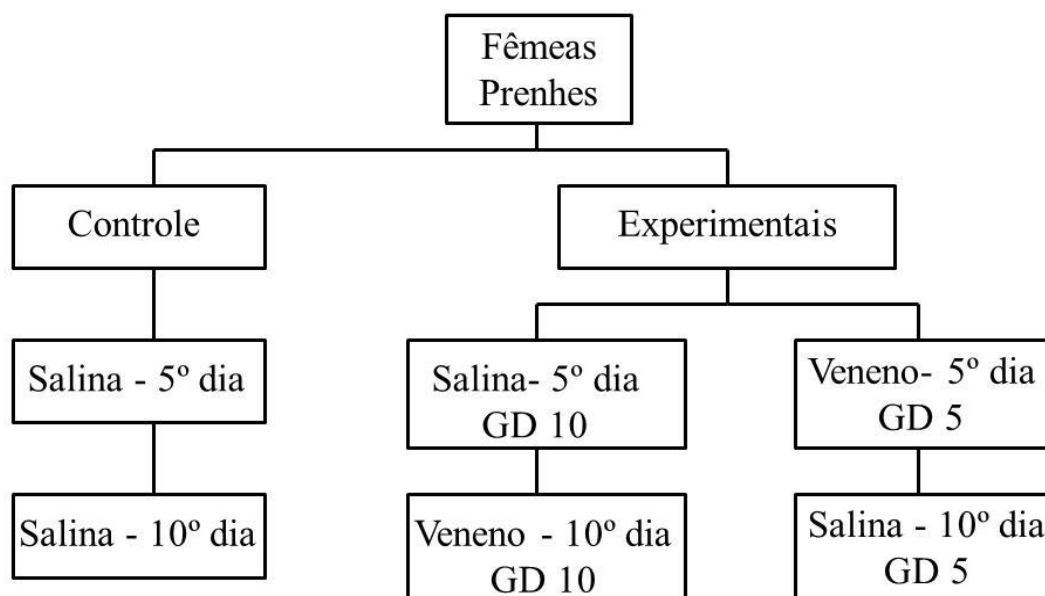 Fêmeas
Prenhes
Controle
Experimentais
Salina - 5º dia
Salina- 5º dia
GD 10
Veneno- 5º dia
GD 5
Salina - 10º dia
Veneno - 10º dia
GD 10
Salina - 10º dia
GD 5